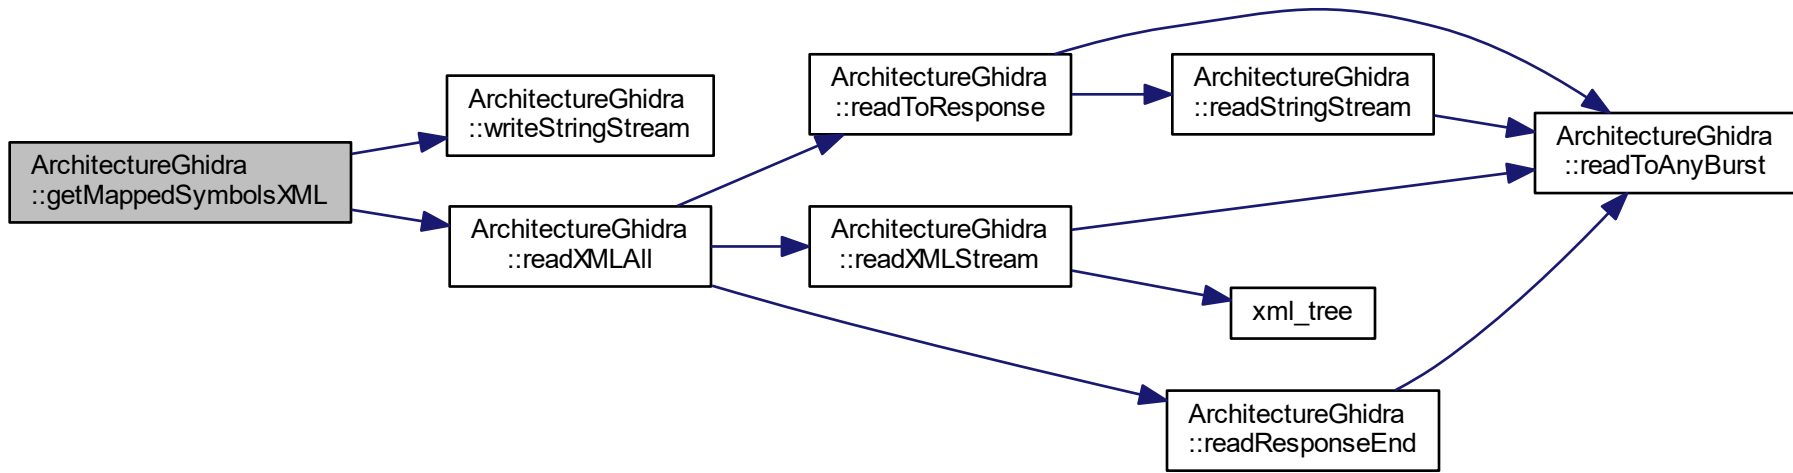 ArchitectureGhidra
::getMappedSymbolsXML
ArchitectureGhidra
::writeStringStream
ArchitectureGhidra
::readXMLAll
ArchitectureGhidra
::readToResponse
ArchitectureGhidra
::readStringStream
ArchitectureGhidra
::readToAnyBurst
ArchitectureGhidra
::readXMLStream
xml_tree
ArchitectureGhidra
::readResponseEnd